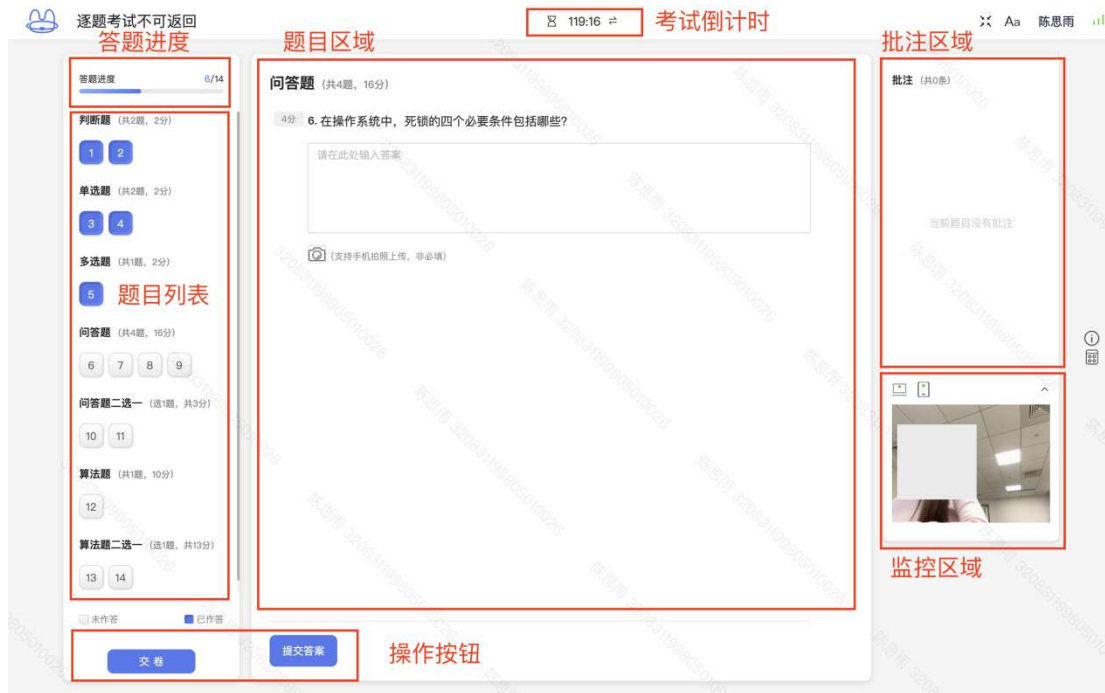 逐题考试不可返回
119:16
考试倒计时
Aa
陈思雨
答题进度
题目区域
批注区域
答题进度
6/14
判断题 (共2题, 2分)
1 2
单选题 (共2题, 2分)
3 4
多选题 (共1题, 2分)
5
题目列表
问答题 (共4题, 16分)
6 7 8 9
问答题二选一 (选1题, 共3分)
10 11
算法题 (共1题, 10分)
12
算法题二选一 (选1题, 共13分)
13 14
未作答
已作答
交卷
问答题 (共4题, 16分)
4分 6. 在操作系统中，死锁的四个必要条件包括哪些?
请在此处输入答案
(支持手机拍照上传, 非必填)
提交答案
操作按钮
批注 (共0条)
当前题目没有批注
监控区域